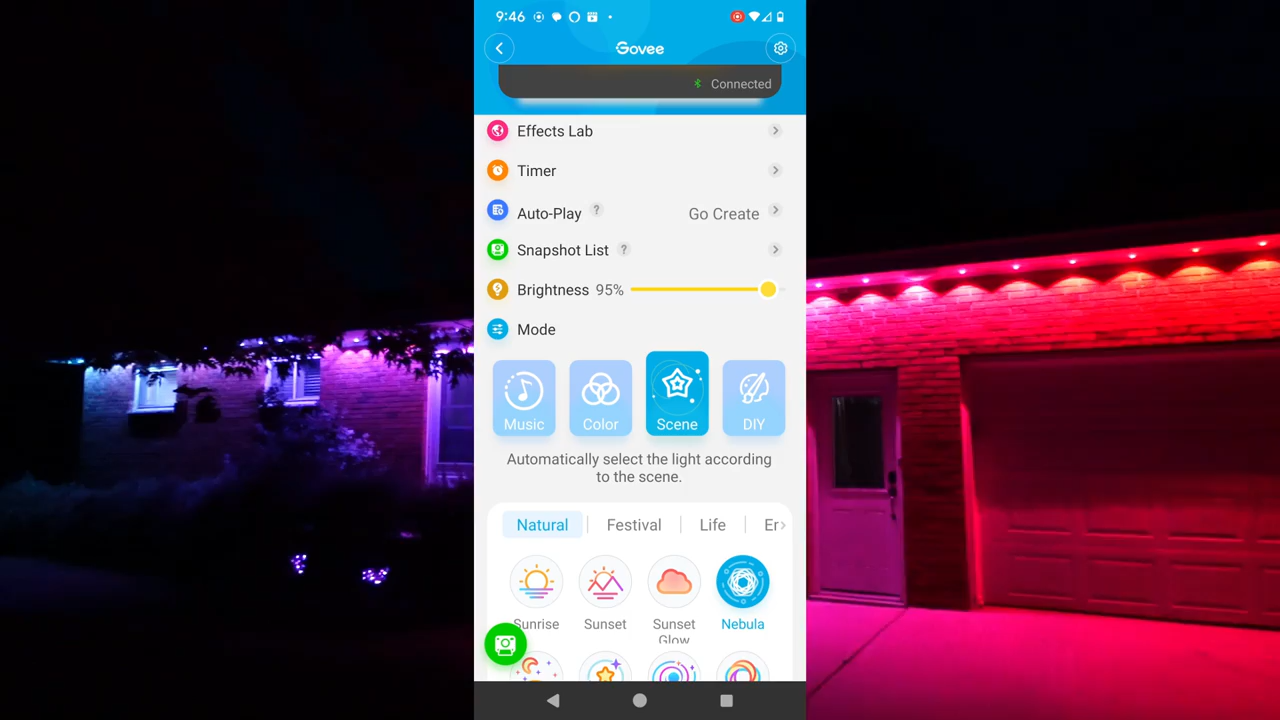 9:46
Govee
Connected
Effects Lab
Timer
Auto-Play ? Go Create
Snapshot List ?
Brightness 95%
Mode
Music Color Scene DIY
Automatically select the light according
to the scene.
Natural Festival Life Er
Sunrise Sunset Sunset Nebula
Glow